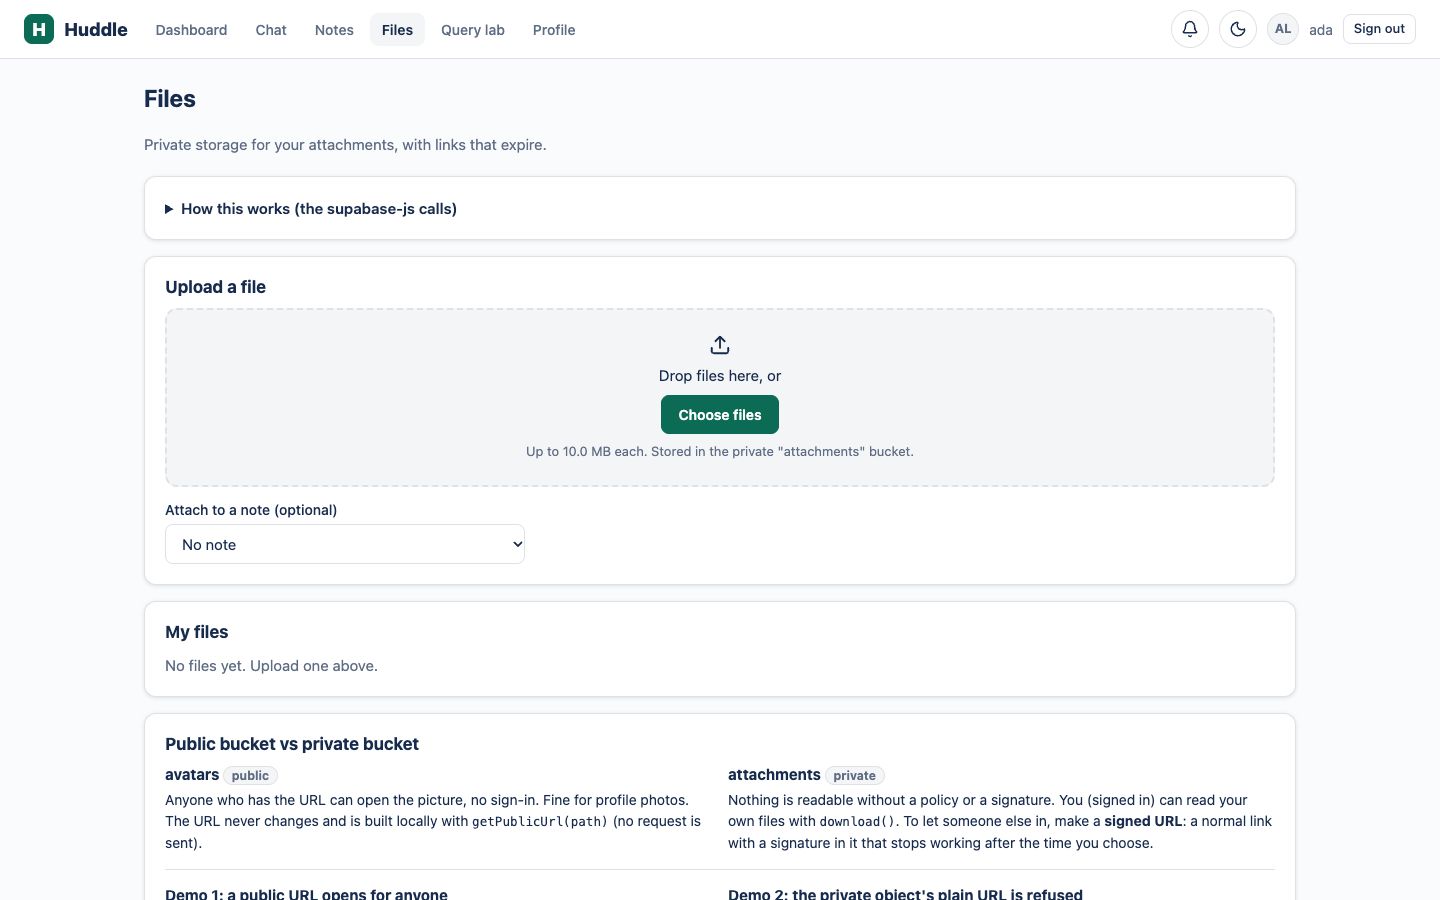 H Huddle Dashboard Chat Notes Files Query lab Profile AL ada Sign out
Files
Private storage for your attachments, with links that expire.
How this works (the supabase-js calls)
Upload a file
Drop files here, or
Choose files
Up to 10.0 MB each. Stored in the private "attachments" bucket.
Attach to a note (optional)
No note
My files
No files yet. Upload one above.
Public bucket vs private bucket
avatars public
Anyone who has the URL can open the picture, no sign-in. Fine for profile photos.
The URL never changes and is built locally with getPublicUrl(path) (no request is
sent).
attachments private
Nothing is readable without a policy or a signature. You (signed in) can read your
own files with download(). To let someone else in, make a signed URL: a normal link
with a signature in it that stops working after the time you choose.
Demo 1: a public URL opens for anyone
Demo 2: the private object's plain URL is refused